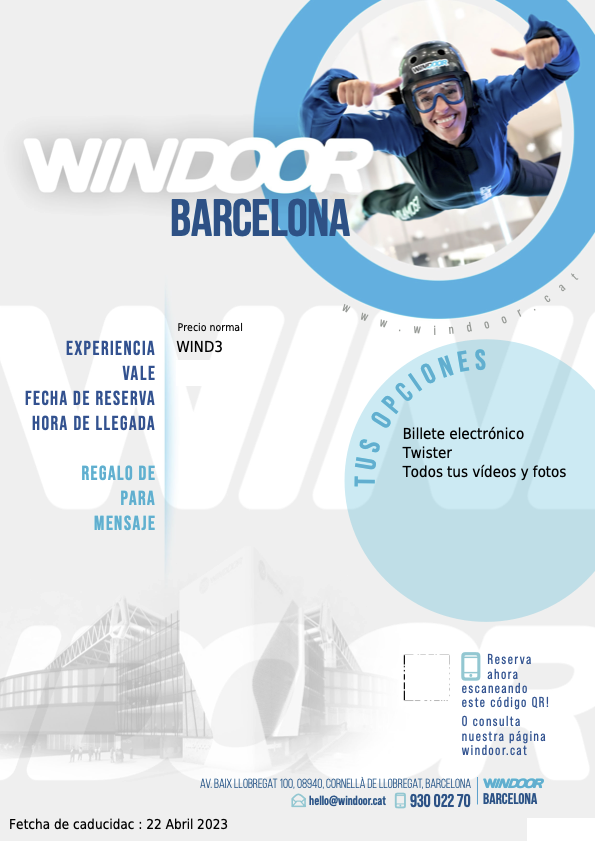 WINDOOR
WINDOOR
BARCELONA
www.windoor.cat
Precio normal
EXPERIENCIA WIND3
VALE
FECHA DE RESERVA
HORA DE LLEGADA
REGALO DE
PARA
MENSAJE
TUS OPCIONES
Billete electrónico
Twister
Todos tus vídeos y fotos
Reserva
ahora
escaneando
este código QR!
O consulta
nuestra página
windoor.cat
AV. BAIX LLOBREGAT 100, 08940, CORNELLÀ DE LLOBREGAT, BARCELONA
hello@windoor.cat 930 022 70
WINDOOR
BARCELONA
Fetcha de caducidac : 22 Abril 2023